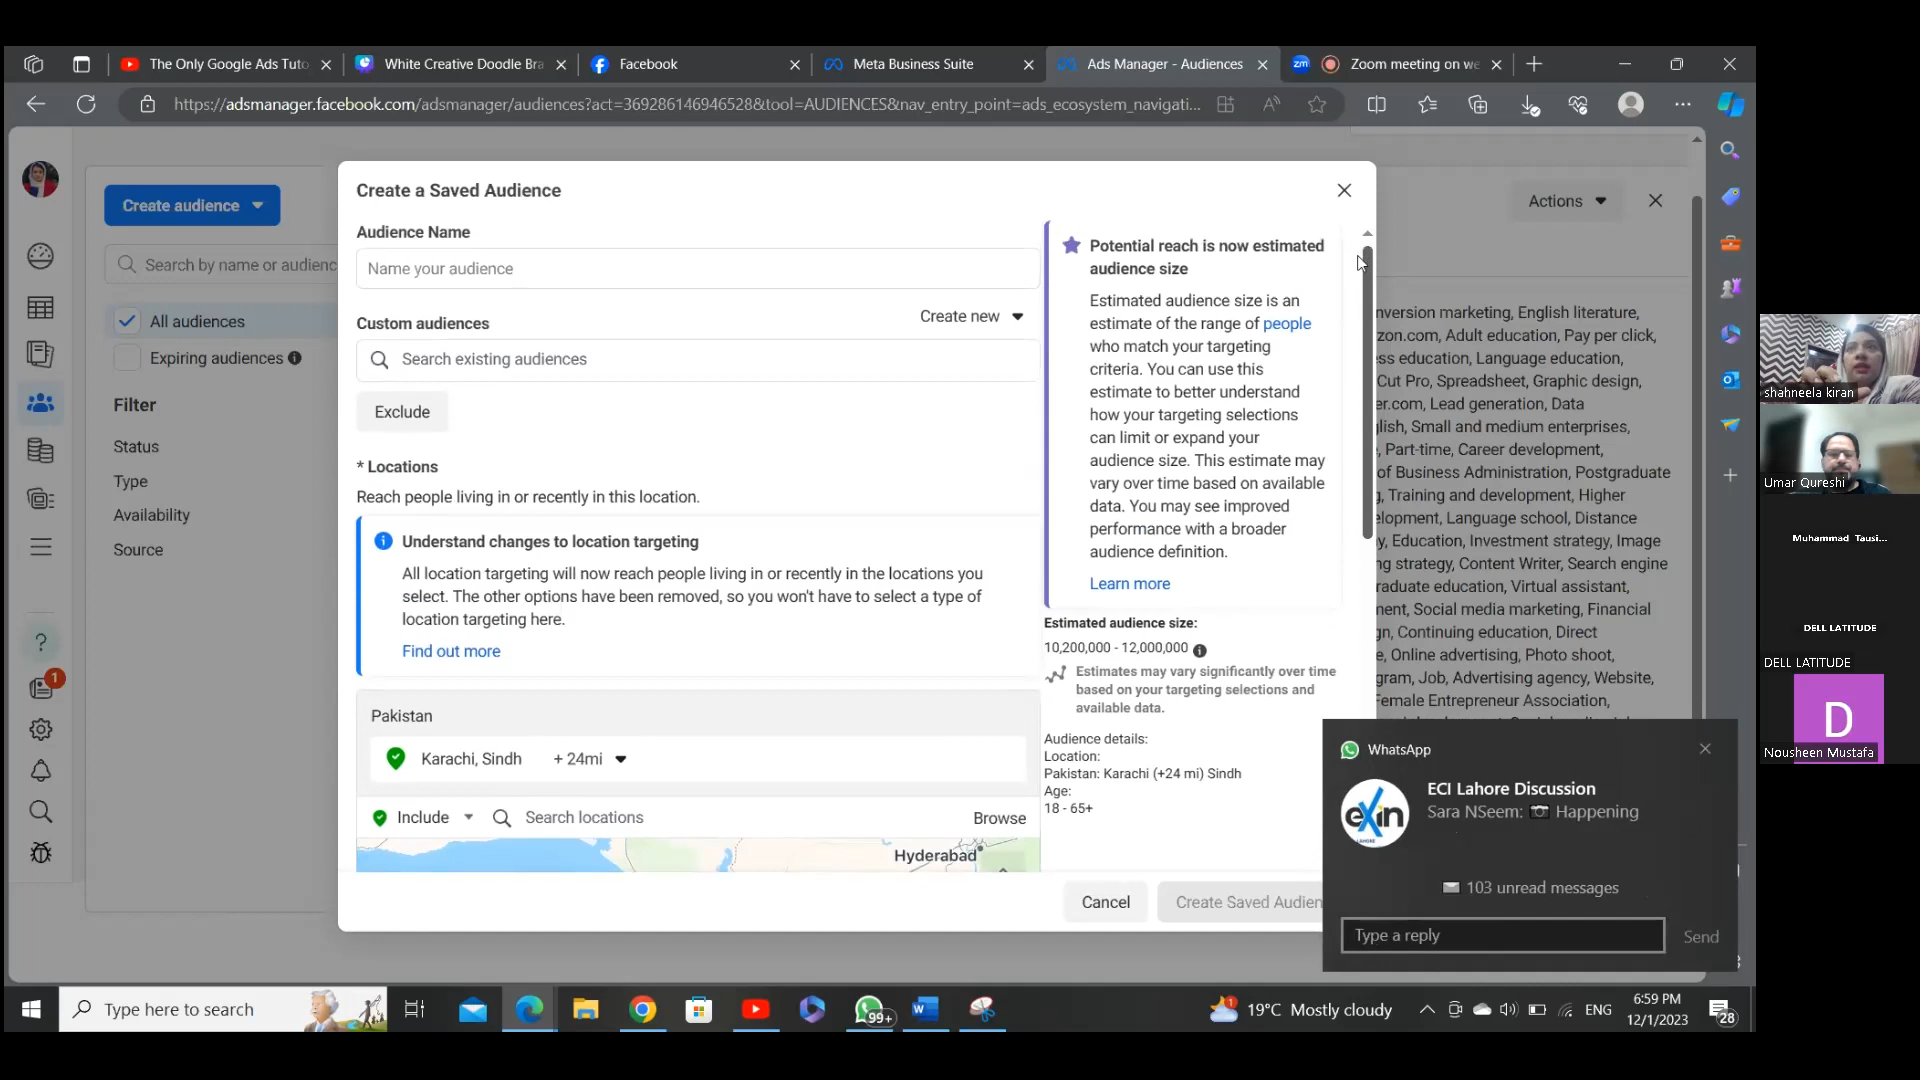 The Only Google Ads Tuto
White Creative Doodle Bra
Facebook
Meta Business Suite
Ads Manager - Audiences
zm
Zoom meeting on we
https://adsmanager.facebook.com/adsmanager/audiences?act=369286146946528&tool=AUDIENCES&nav_entry_point=ads_ecosystem_navigati...
Create audience
Search by name or audienc
All audiences
Expiring audiences
Filter
Status
Type
Availability
Source
?
1
Create a Saved Audience
Audience Name
Name your audience
Custom audiences
Create new
Search existing audiences
Exclude
* Locations
Reach people living in or recently in this location.
Understand changes to location targeting
All location targeting will now reach people living in or recently in the locations you
select. The other options have been removed, so you won't have to select a type of
location targeting here.
Find out more
Pakistan
Karachi, Sindh + 24mi
Include
Search locations
Browse
Hyderabad
Potential reach is now estimated
audience size
Estimated audience size is an
estimate of the range of people
who match your targeting
criteria. You can use this
estimate to better understand
how your targeting selections
can limit or expand your
audience size. This estimate may
vary over time based on available
data. You may see improved
performance with a broader
audience definition.
Learn more
Estimated audience size:
10,200,000 - 12,000,000
Estimates may vary significantly over time
based on your targeting selections and
available data.
Audience details:
Location:
Pakistan: Karachi (+24 mi) Sindh
Age:
18 - 65+
Cancel
Create Saved Audien
Actions
nversion marketing, English literature,
zon.com, Adult education, Pay per click,
ss education, Language education,
Cut Pro, Spreadsheet, Graphic design,
er.com, Lead generation, Data
glish, Small and medium enterprises,
, Part-time, Career development,
of Business Administration, Postgraduate
g, Training and development, Higher
elopment, Language school, Distance
y, Education, Investment strategy, Image
ng strategy, Content Writer, Search engine
raduate education, Virtual assistant,
ment, Social media marketing, Financial
gn, Continuing education, Direct
e, Online advertising, Photo shoot,
gram, Job, Advertising agency, Website,
Female Entrepreneur Association,
WhatsApp
exin
LAHORE
ECI Lahore Discussion
Sara NSeem: Happening
103 unread messages
Type a reply
Send
shahneela kiran
Umar Qureshi
Muhammad Tausi...
DELL LATITUDE
DELL LATITUDE
D
Nousheen Mustafa
Type here to search
99+
19°C Mostly cloudy
ENG
6:59 PM
12/1/2023
28